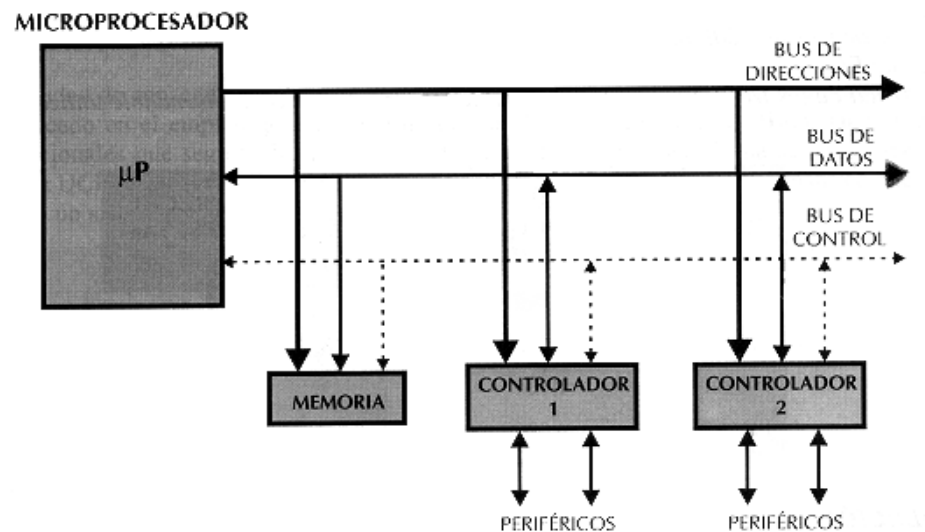 MICROPROCESADOR
BUS DE
DIRECCIONES
BUS DE
DATOS
µP
BUS DE
CONTROL
MEMORIA
CONTROLADOR
1
CONTROLADOR
2
PERIFÉRICOS
PERIFÉRICOS